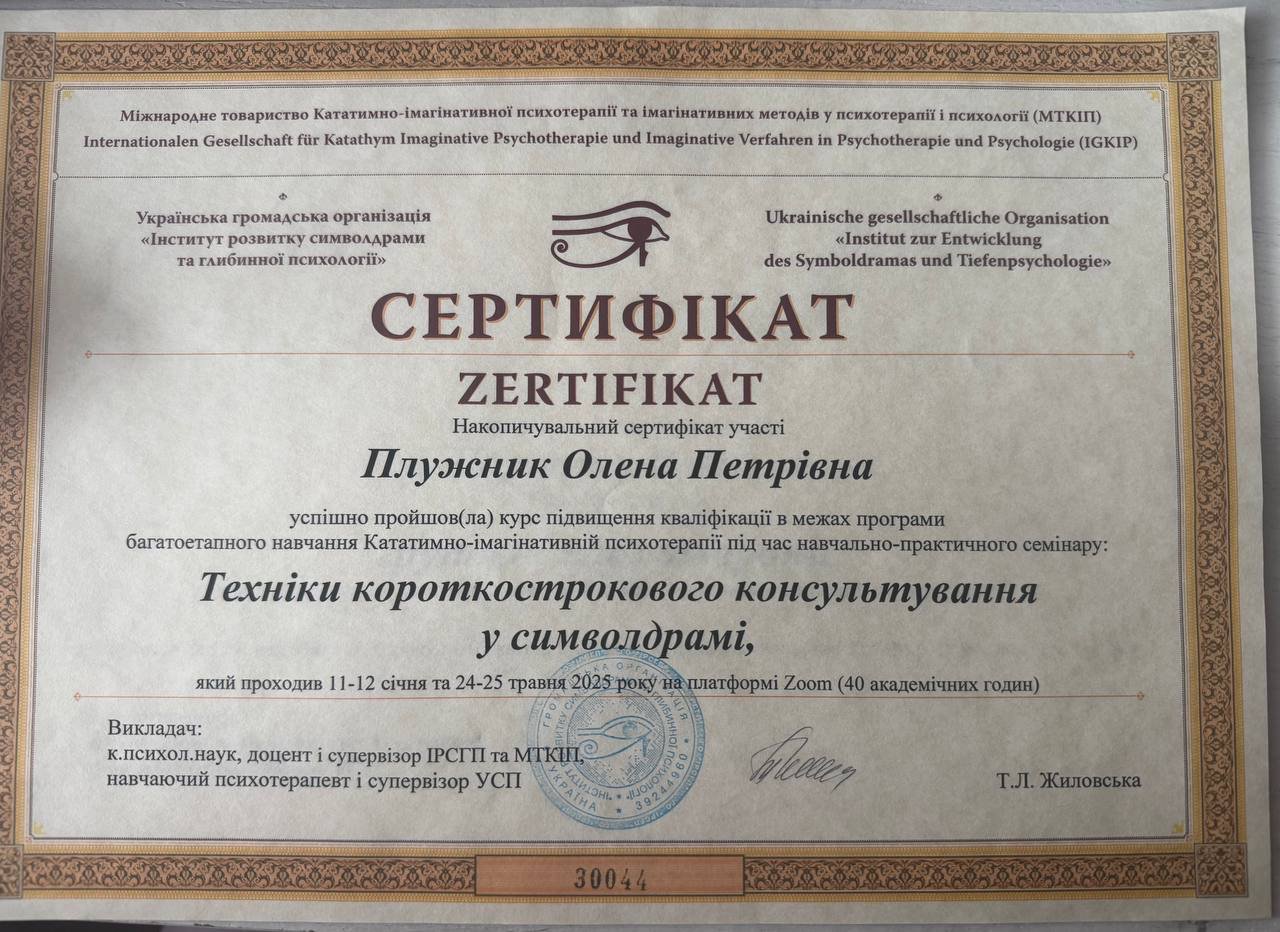 Міжнародне товариство Кататимно-імагінативної психотерапії та імагінативних методів у психотерапії і психології (МТКІП)
Internationalen Gesellschaft für Katathym Imaginative Psychotherapie und Imaginative Verfahren in Psychotherapie und Psychologie (IGKIP)
Українська громадська організація
«Інститут розвитку символдрами
та глибинної психології»
Ukrainische gesellschaftliche Organisation
«Institut zur Entwicklung
des Symboldramas und Tiefenpsychologie»
СЕРТИФІКАТ
ZERTIFIKAT
Накопичувальний сертифікат участі
Плужник Олена Петрівна
успішно пройшов(ла) курс підвищення кваліфікації в межах програми
багатоетапного навчання Кататимно-імагінативній психотерапії під час навчально-практичного семінару:
Техніки короткострокового консультування
у символдрамі,
який проходив 11-12 січня та 24-25 травня 2025 року на платформі Zoom (40 академічних годин)
Викладач:
к.психол.наук, доцент і супервізор ІРСГП та МТКІП,
навчаючий психотерапевт і супервізор УСП
Т.Л. Жиловська
ГРОМАДСЬКА ОРГАНІЗАЦІЯ
УКРАЇНА * 39244960 *
30044